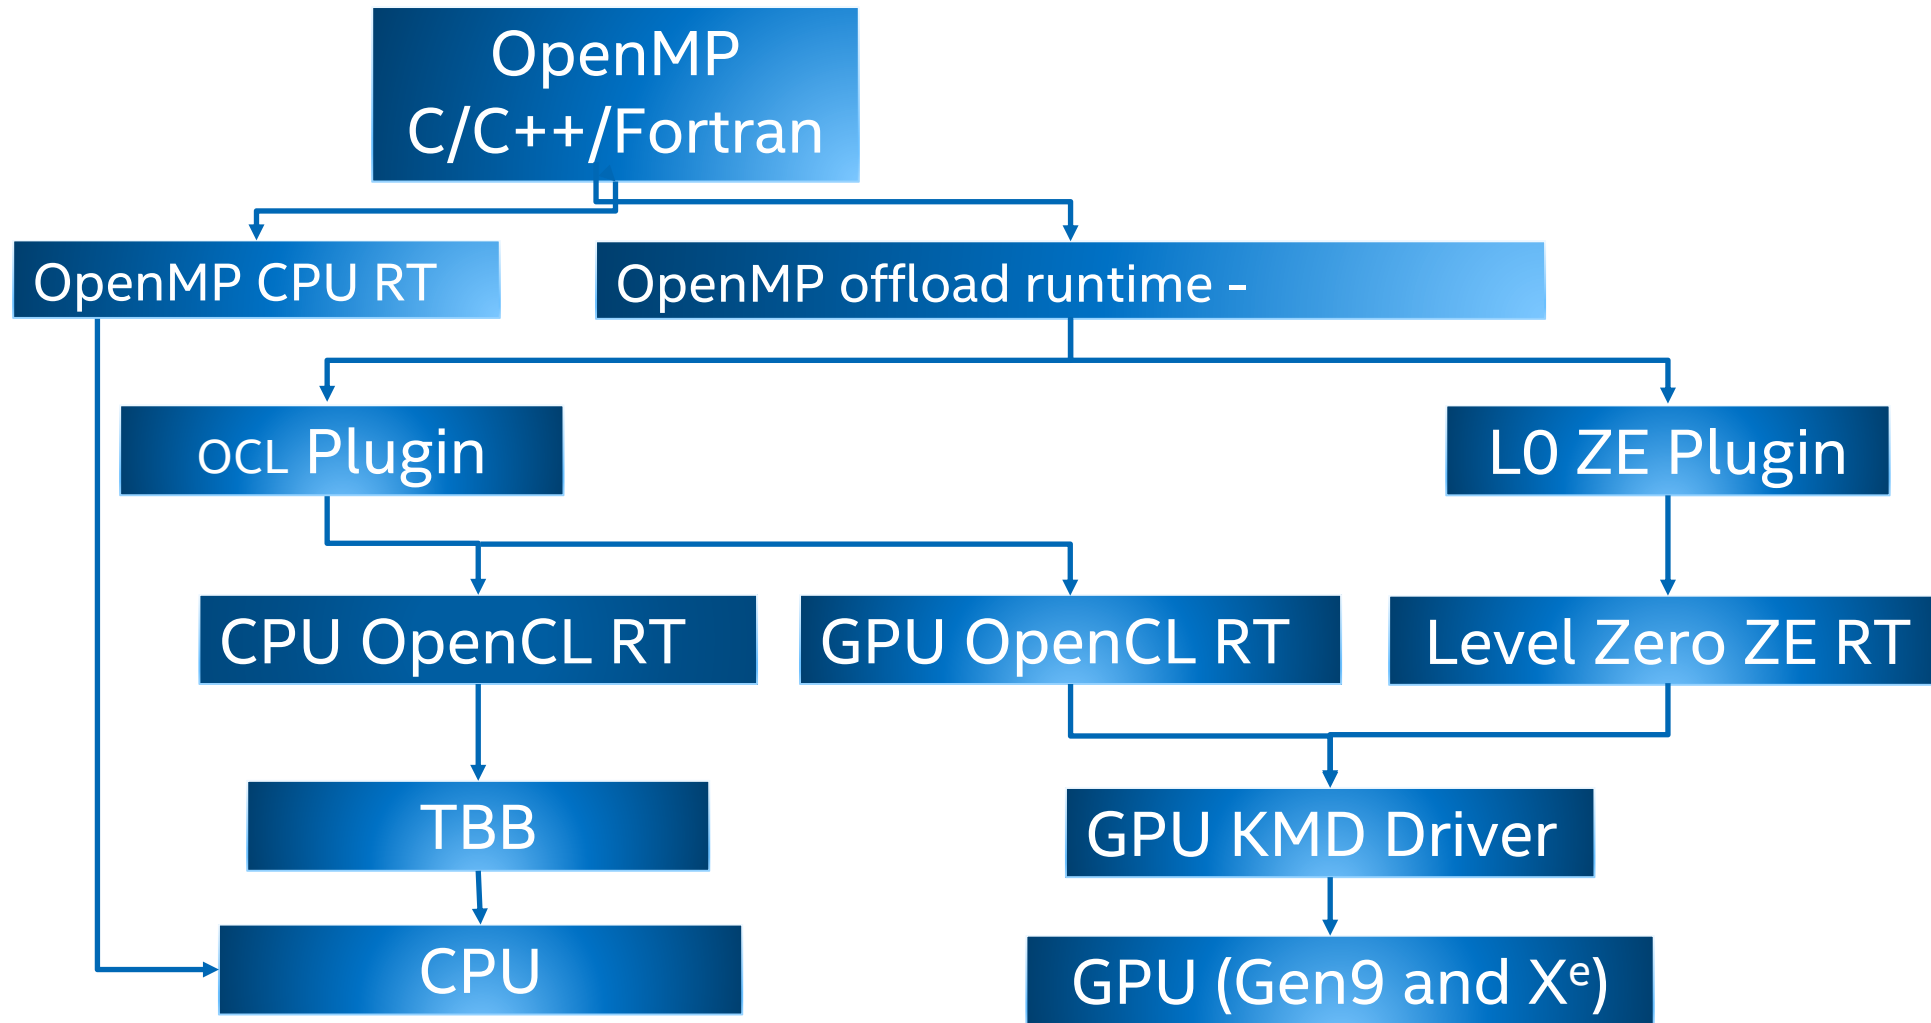 OpenMP
C/C++/Fortran
OpenMP CPU RT
OpenMP offload runtime -
OCL Plugin
L0 ZE Plugin
CPU OpenCL RT
GPU OpenCL RT
Level Zero ZE RT
TBB
GPU KMD Driver
CPU
GPU (Gen9 and Xᵉ)